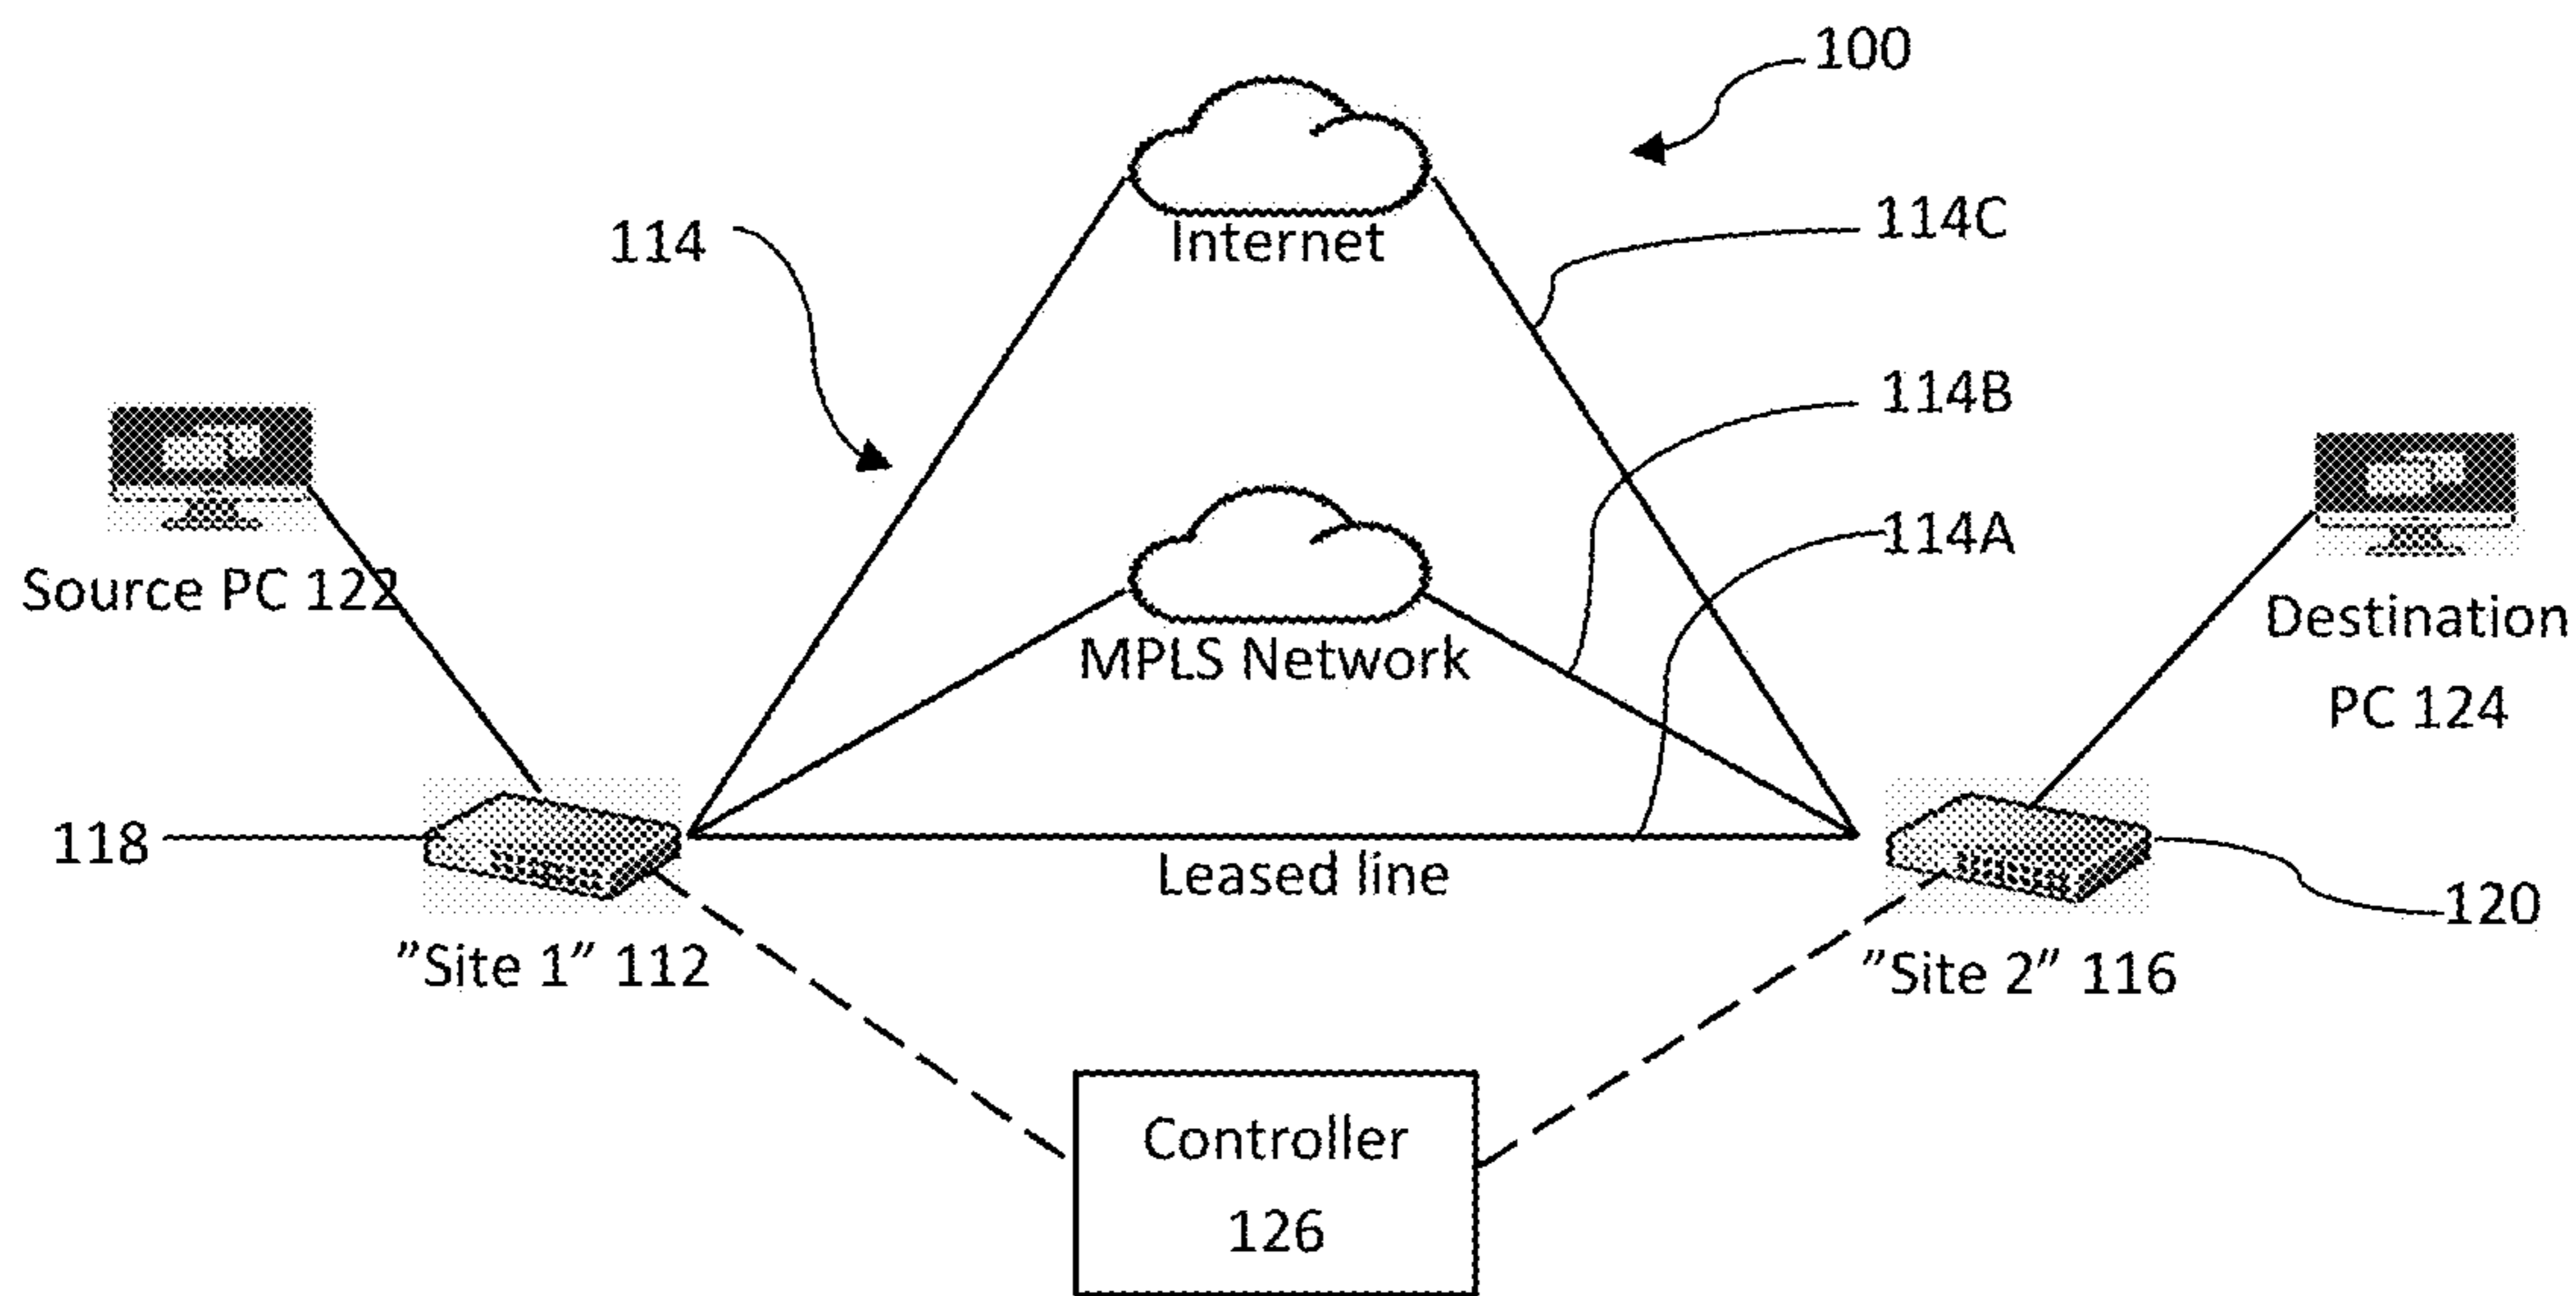 100
114
Internet
114C
114B
114A
Source PC 122
MPLS Network
Destination
PC 124
118
Leased line
120
”Site 1” 112
”Site 2” 116
Controller
126